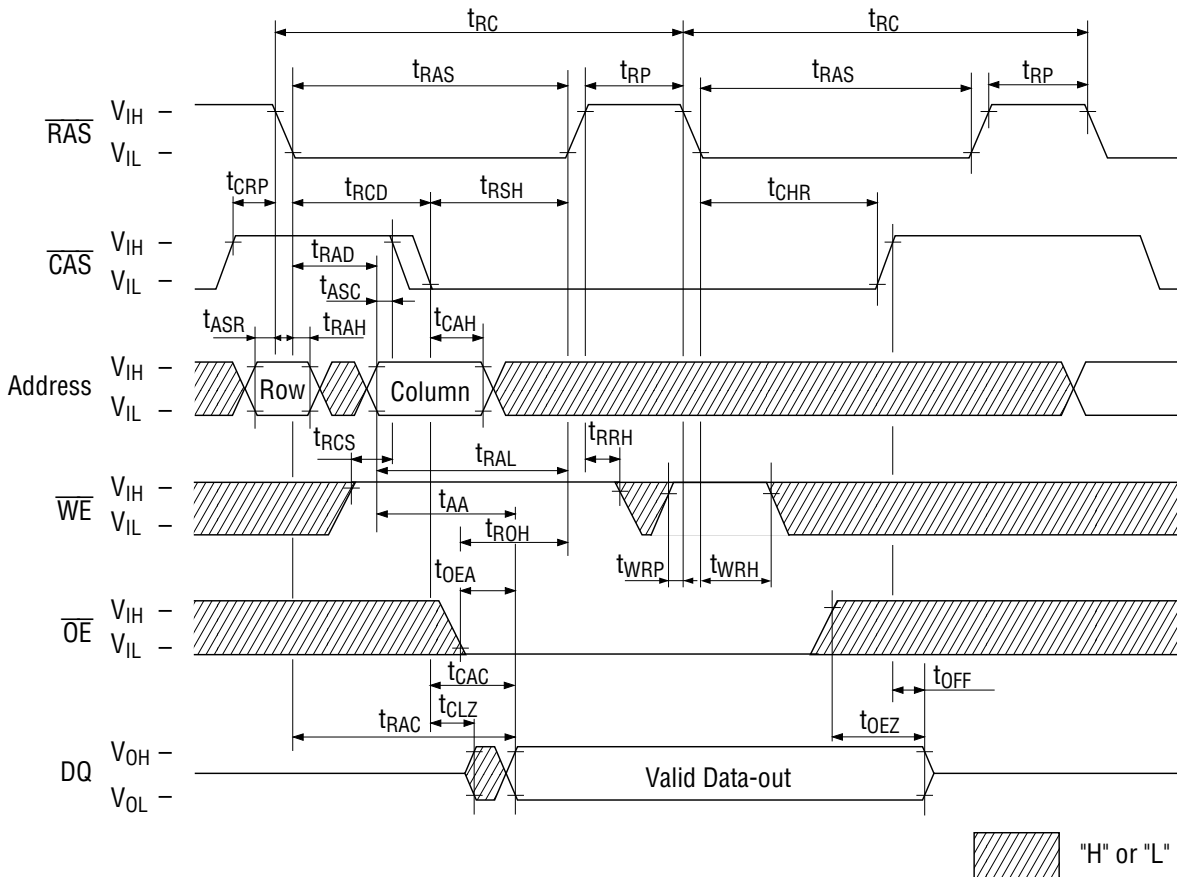 tRC tRC
tRAS tRP tRAS tRP
RAS VIH
VIL
tCRP tRCD tRSH tCHR
CAS VIH
VIL
tRAD
tASC
tASR tRAH tCAH
Address VIH
VIL
Row Column
tRCS tRRH
tRAL
WE VIH
VIL
tAA
tROH
tOEA tWRP tWRH
OE VIH
VIL
tCAC tOFF
tCLZ
tRAC tOEZ
DQ VOH
VOL
Valid Data-out
"H" or "L"